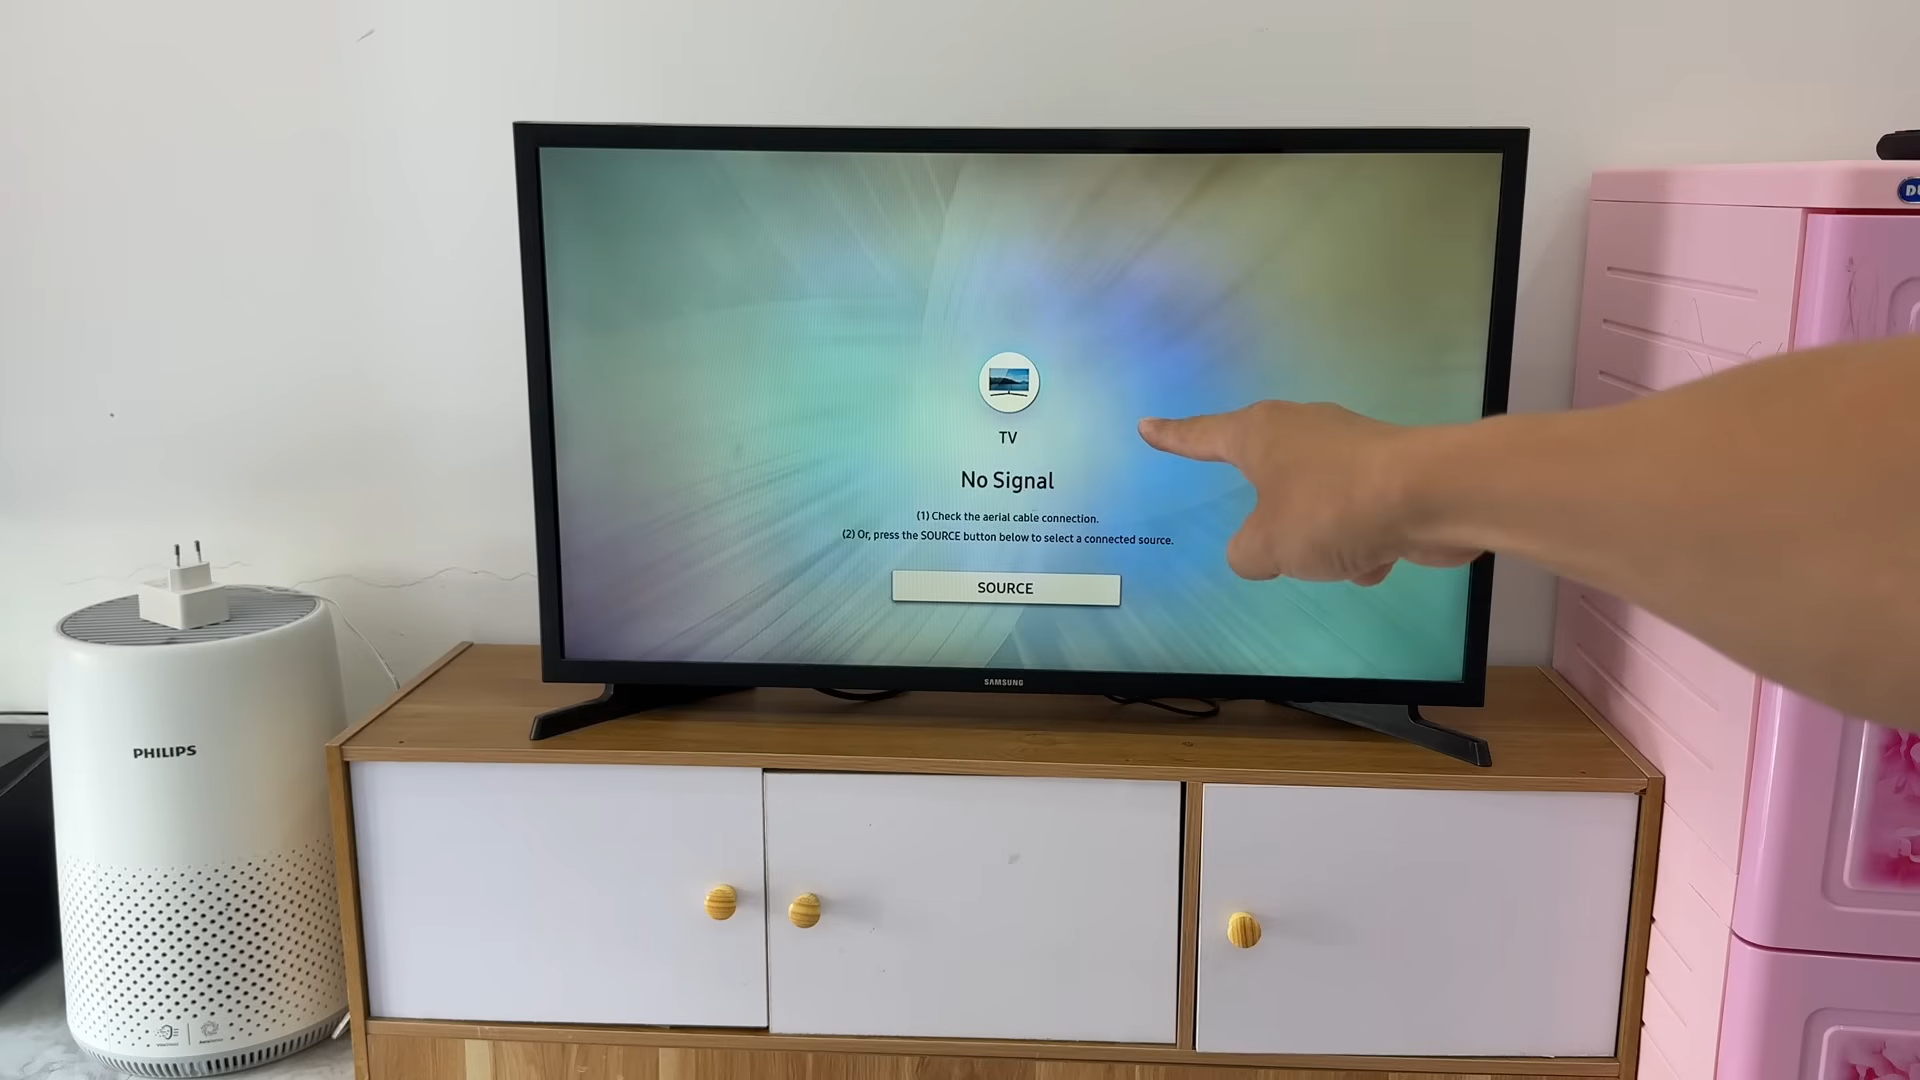 TV
No Signal
(1) Check the aerial cable connection.
(2) Or, press the SOURCE button below to select a connected source.
SOURCE
SAMSUNG
PHILIPS